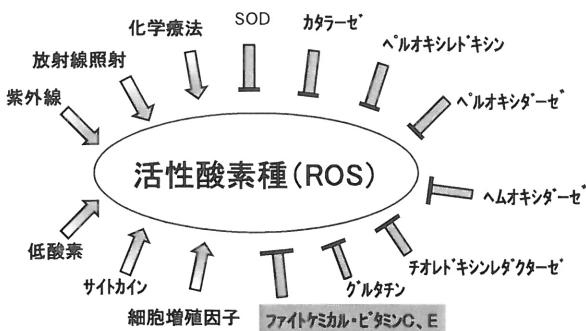 化学療法
SOD
カタラーゼ
放射線照射
ペルオキシレドキシン
紫外線
ペルオキシダーゼ
活性酸素種(ROS)
ヘムオキシダーゼ
低酸素
サイトカイン
細胞増殖因子
ファイトケミカル・ビタミンC、E
グルタチン
チオレドキシンレダクターゼ